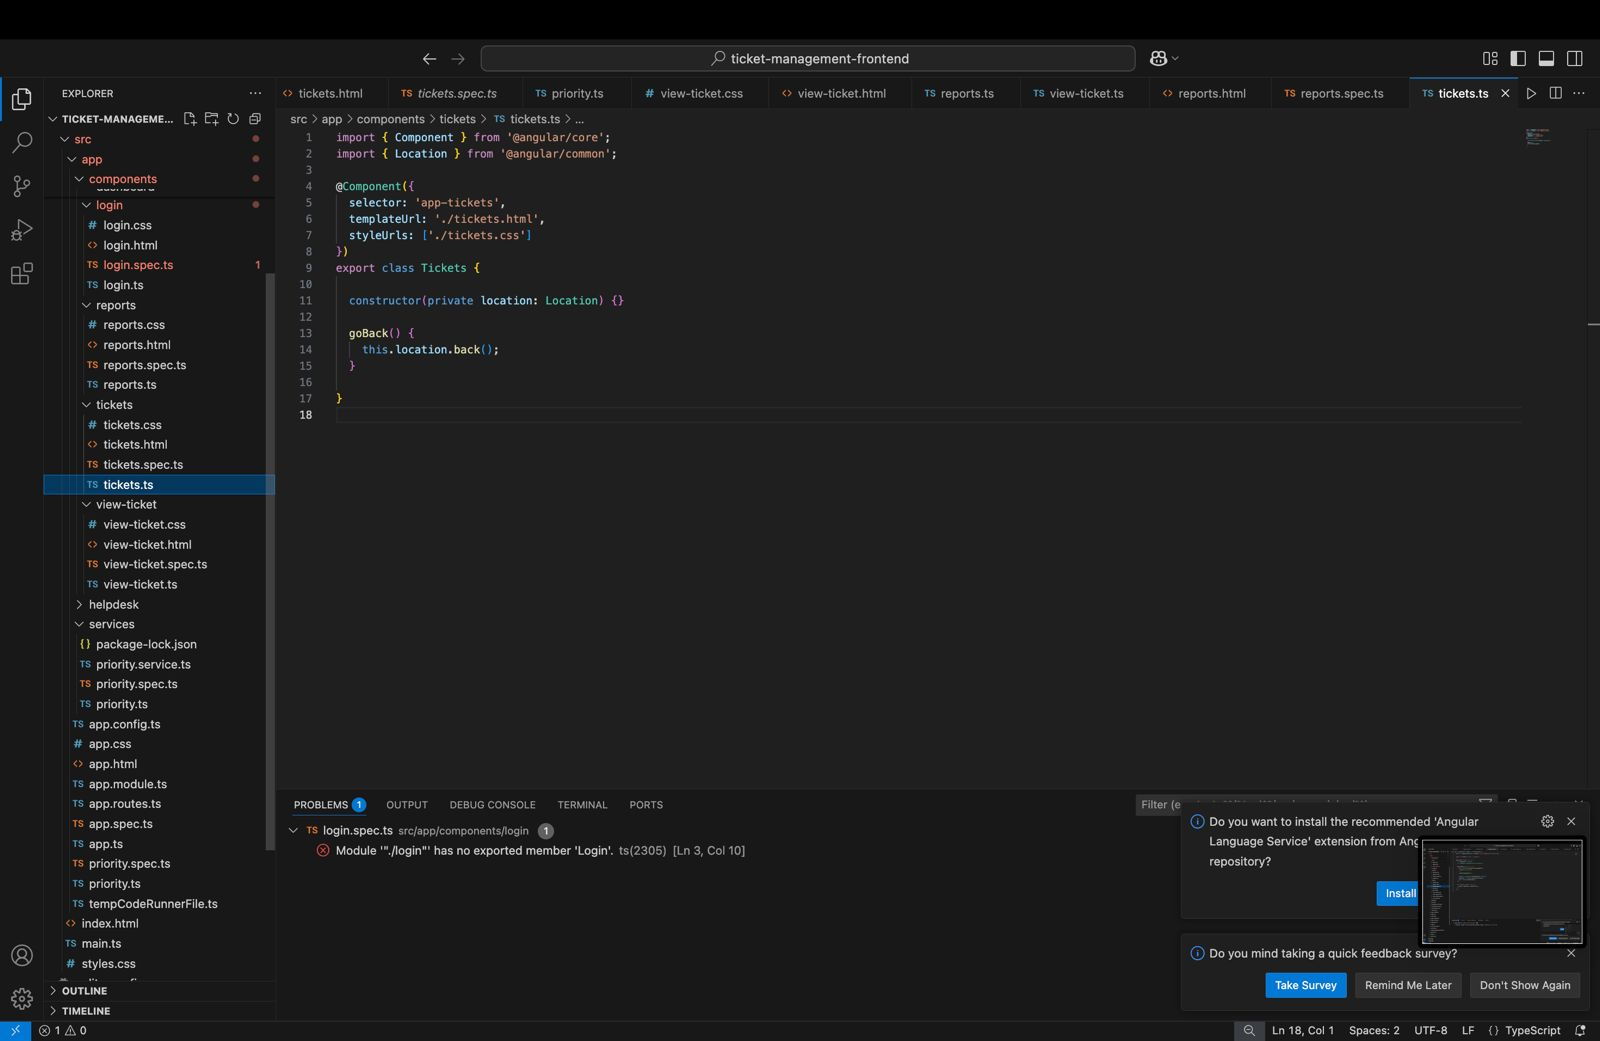 ticket-management-frontend
EXPLORER
TICKET-MANAGEME...
src
app
components
login
login.css
login.html
login.spec.ts 1
login.ts
reports
reports.css
reports.html
reports.spec.ts
reports.ts
tickets
tickets.css
tickets.html
tickets.spec.ts
tickets.ts
view-ticket
view-ticket.css
view-ticket.html
view-ticket.spec.ts
view-ticket.ts
helpdesk
services
package-lock.json
priority.service.ts
priority.spec.ts
priority.ts
app.config.ts
app.css
app.html
app.module.ts
app.routes.ts
app.spec.ts
app.ts
priority.spec.ts
priority.ts
tempCodeRunnerFile.ts
index.html
main.ts
styles.css
OUTLINE
TIMELINE
tickets.html tickets.spec.ts priority.ts view-ticket.css view-ticket.html reports.ts view-ticket.ts reports.html reports.spec.ts tickets.ts
src > app > components > tickets > TS tickets.ts > ...
1 import { Component } from '@angular/core';
2 import { Location } from '@angular/common';
3
4 @Component({
5 selector: 'app-tickets',
6 templateUrl: './tickets.html',
7 styleUrls: ['./tickets.css']
8 })
9 export class Tickets {
10
11 constructor(private location: Location) {}
12
13 goBack() {
14 this.location.back();
15 }
16
17 }
18
PROBLEMS 1 OUTPUT DEBUG CONSOLE TERMINAL PORTS
Filter (e
TS login.spec.ts src/app/components/login 1
Module '"./login"' has no exported member 'Login'. ts(2305) [Ln 3, Col 10]
Do you want to install the recommended 'Angular
Language Service' extension from Ang
repository?
Install
Do you mind taking a quick feedback survey?
Take Survey Remind Me Later Don't Show Again
1 0 Ln 18, Col 1 Spaces: 2 UTF-8 LF {} TypeScript